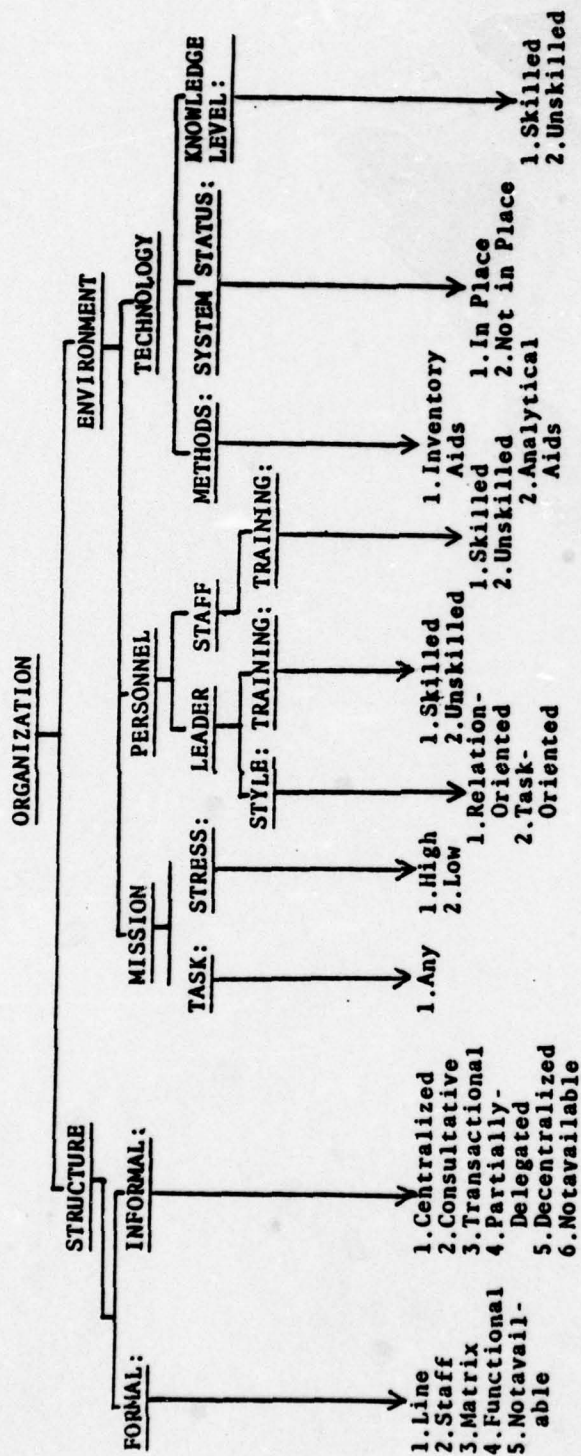 ORGANIZATION
STRUCTURE
ENVIRONMENT
FORMAL:
INFORMAL:
MISSION
PERSONNEL
TECHNOLOGY
TASK:
STRESS:
LEADER
STAFF
STYLE:
TRAINING:
TRAINING:
METHODS:
SYSTEM STATUS:
KNOWLEDGE
LEVEL:
1.Line
2.Staff
3.Matrix
4.Functional
5.Notavail-
able
1.Centralized
2.Consultative
3.Transactional
4.Partially-
Delegated
5.Decentralized
6.Notavailable
1.Any
1.High
2.Low
1.Relation-
Oriented
2.Task-
Oriented
1.Skilled
2.Unskilled
1.Skilled
2.Unskilled
1.Inventory
Aids
2.Analytical
Aids
1.In Place
2.Not in Place
1.Skilled
2.Unskilled